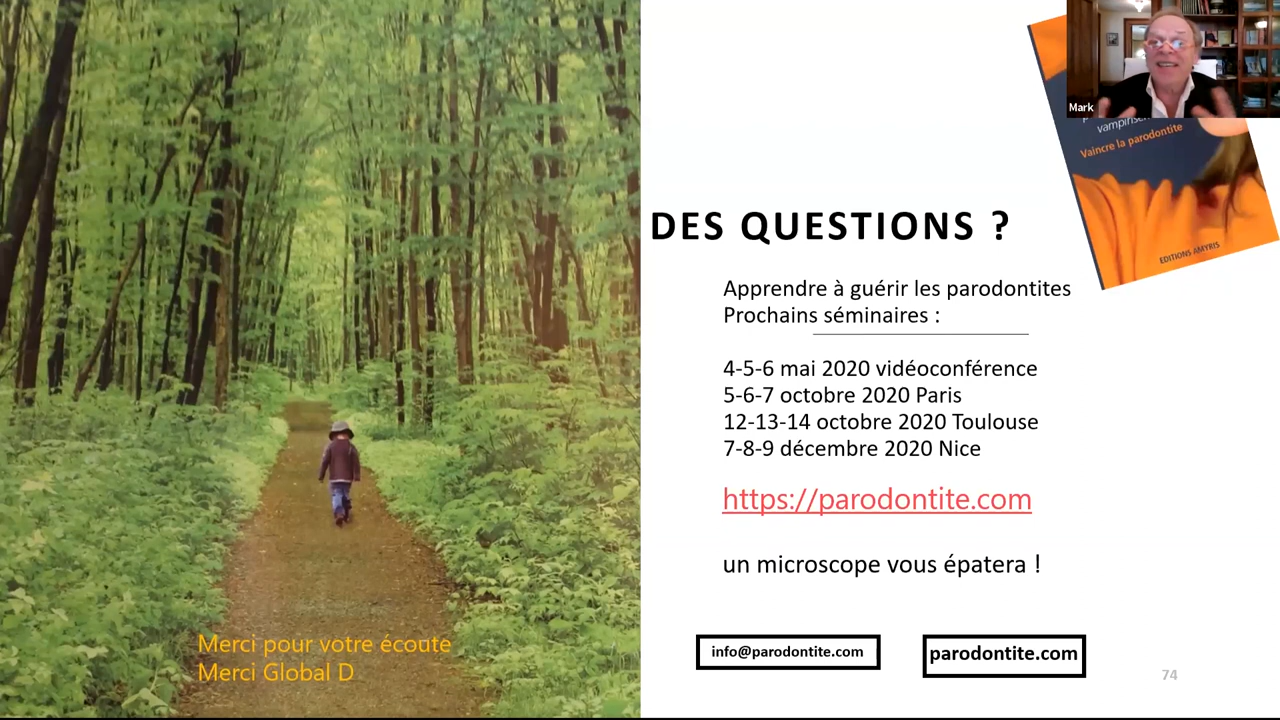 Mark
Vaincre la parodontite
EDITIONS AMYRIS
DES QUESTIONS ?
Apprendre à guérir les parodontites
Prochains séminaires :
4-5-6 mai 2020 vidéoconférence
5-6-7 octobre 2020 Paris
12-13-14 octobre 2020 Toulouse
7-8-9 décembre 2020 Nice
https://parodontite.com
un microscope vous épatera !
Merci pour votre écoute
Merci Global D
info@parodontite.com
parodontite.com
74